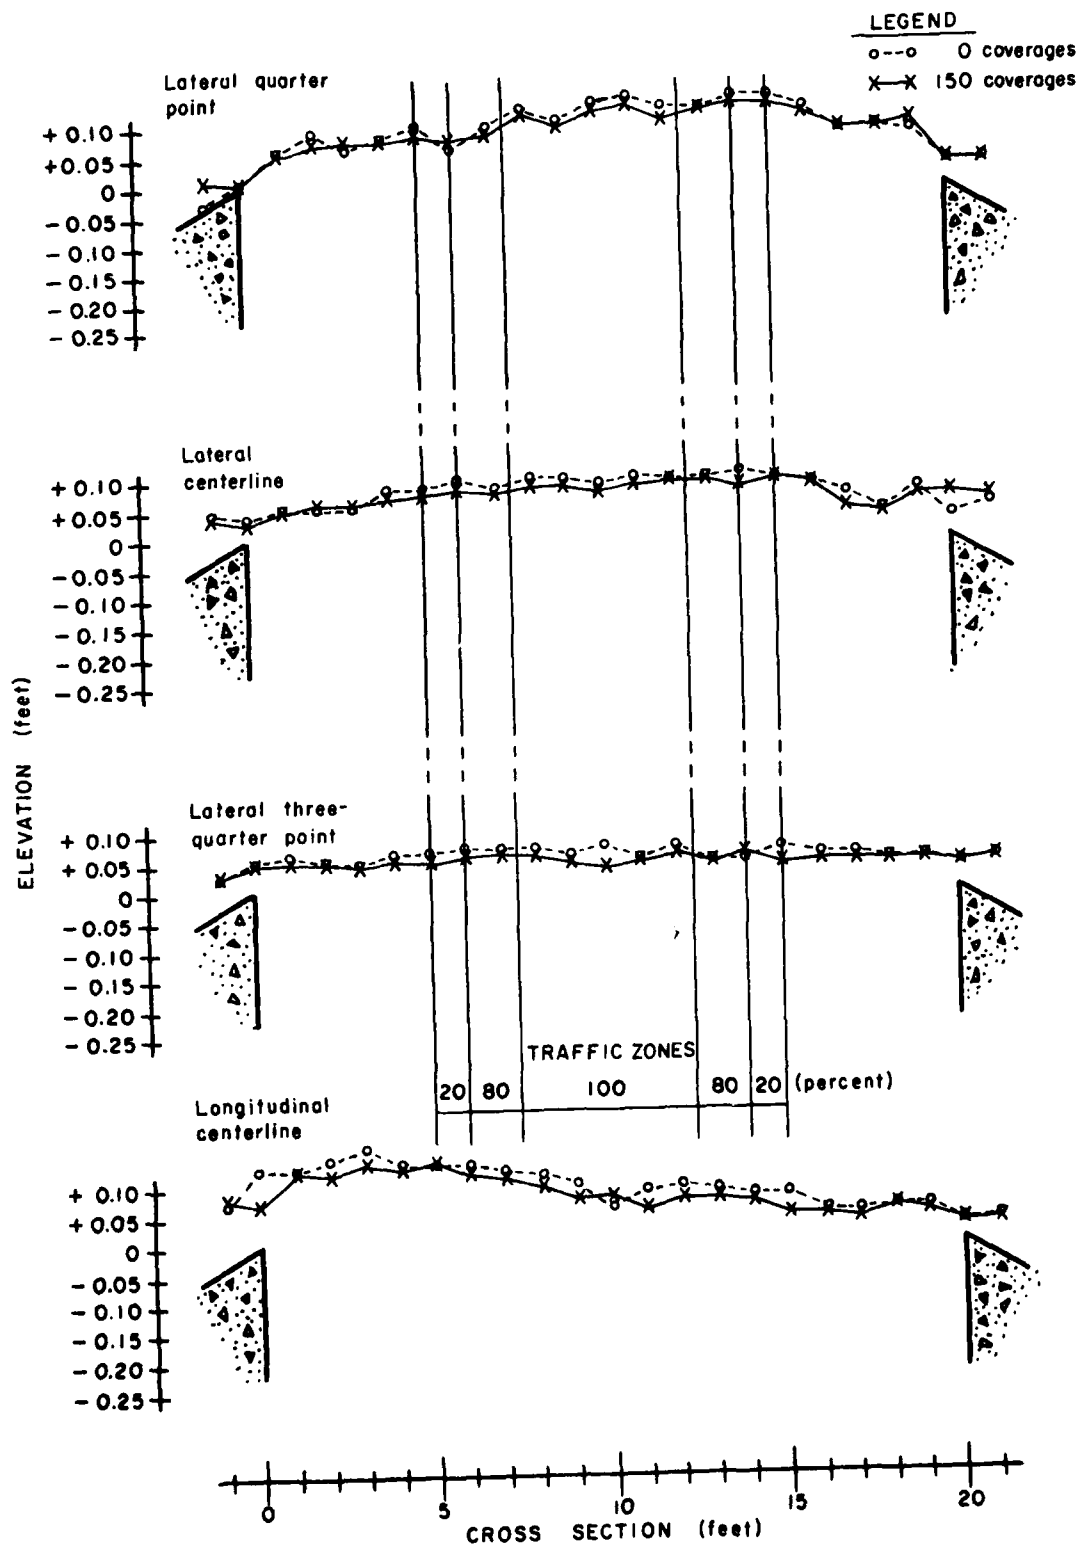 LEGEND
o--o 0 coverages
X—X 150 coverages
Lateral quarter
point
+ 0.10
+0.05
0
- 0.05
- 0.10
- 0.15
- 0.20
- 0.25
Lateral
centerline
+ 0.10
+ 0.05
0
- 0.05
- 0.10
- 0.15
- 0.20
- 0.25
ELEVATION (feet)
Lateral three-
quarter point
+ 0.10
+ 0.05
0
- 0.05
- 0.10
- 0.15
- 0.20
- 0.25
TRAFFIC ZONES
20 80 100 80 20 (percent)
Longitudinal
centerline
+ 0.10
+ 0.05
0
- 0.05
- 0.10
- 0.15
- 0.20
- 0.25
0 5 10 15 20
CROSS SECTION (feet)